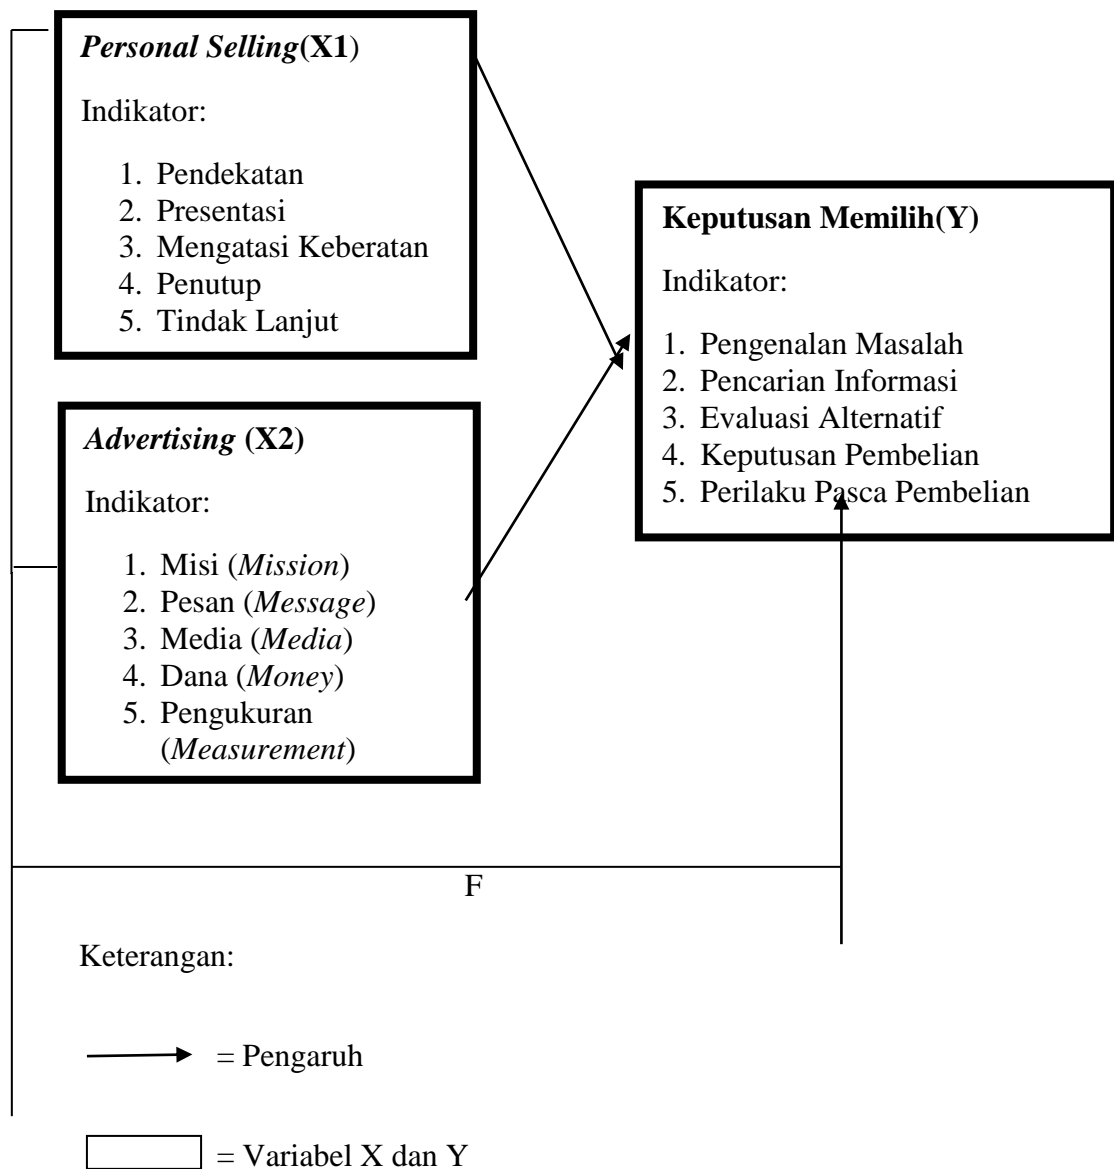 Personal Selling(X1)
Indikator:
1. Pendekatan
2. Presentasi
3. Mengatasi Keberatan
4. Penutup
5. Tindak Lanjut
Advertising (X2)
Indikator:
1. Misi (Mission)
2. Pesan (Message)
3. Media (Media)
4. Dana (Money)
5. Pengukuran
(Measurement)
Keputusan Memilih(Y)
Indikator:
1. Pengenalan Masalah
2. Pencarian Informasi
3. Evaluasi Alternatif
4. Keputusan Pembelian
5. Perilaku Pasca Pembelian
F
Keterangan:
= Pengaruh
= Variabel X dan Y